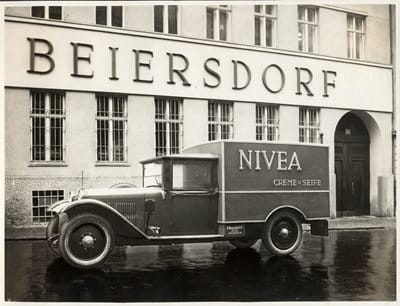 BEIERSDORF
NIVEA
CREME = SEIFE